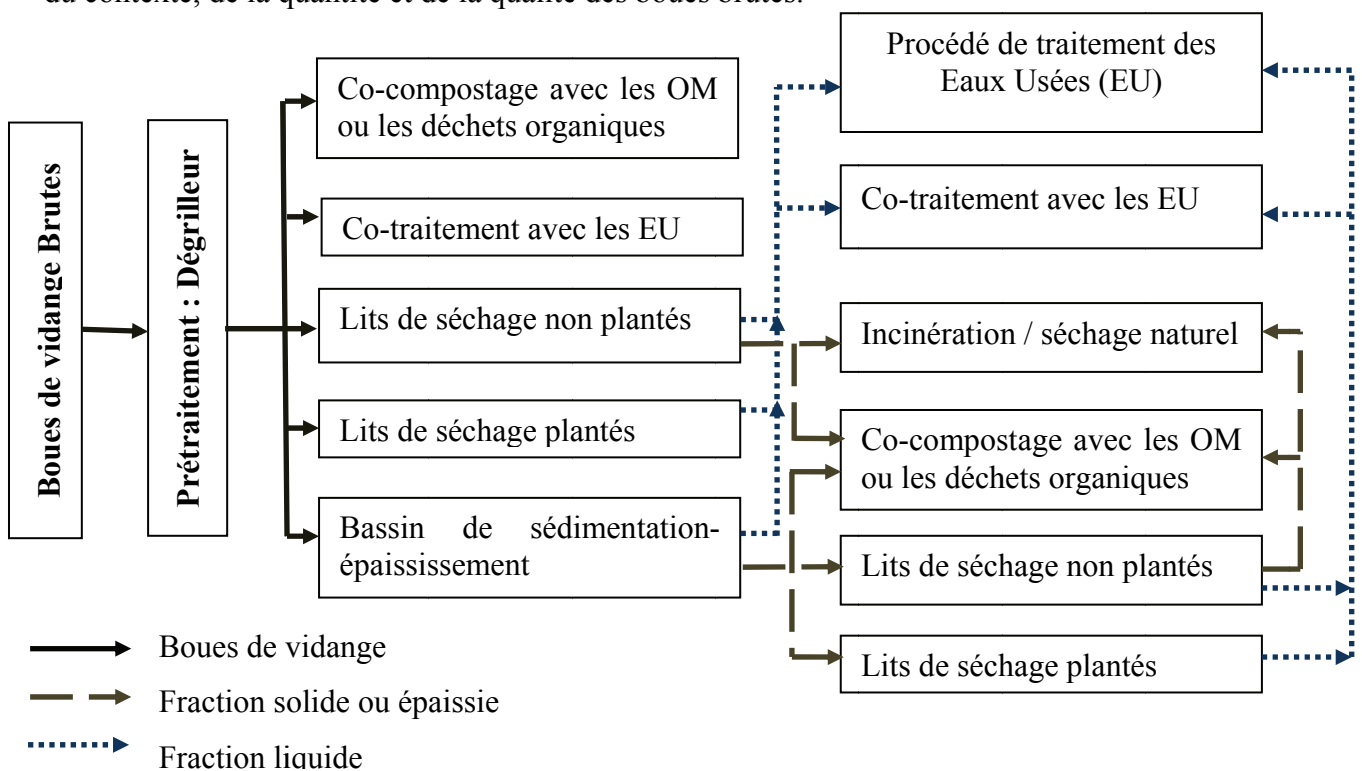 du contexte, de la quantité et de la qualité des boues brutes.
Boues de vidange Brutes
Prétraitement : Dégrilleur
Co-compostage avec les OM
ou les déchets organiques
Co-traitement avec les EU
Lits de séchage non plantés
Lits de séchage plantés
Bassin de sédimentation-
épaississement
Procédé de traitement des
Eaux Usées (EU)
Co-traitement avec les EU
Incinération / séchage naturel
Co-compostage avec les OM
ou les déchets organiques
Lits de séchage non plantés
Lits de séchage plantés
Boues de vidange
Fraction solide ou épaissie
Fraction liquide